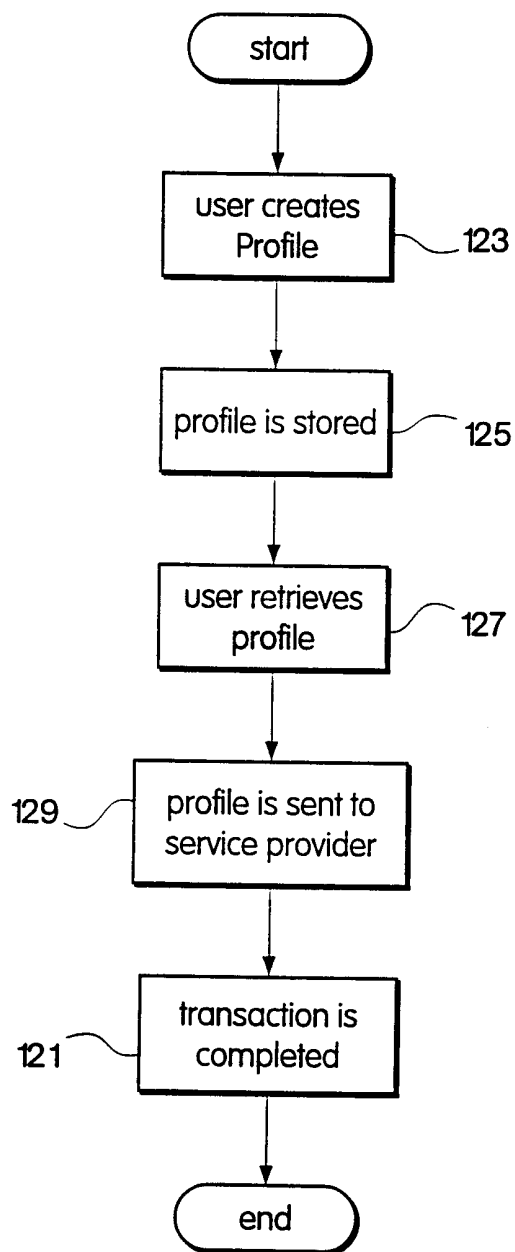 start
user creates
Profile
123
profile is stored
125
user retrieves
profile
127
129
profile is sent to
service provider
121
transaction is
completed
end